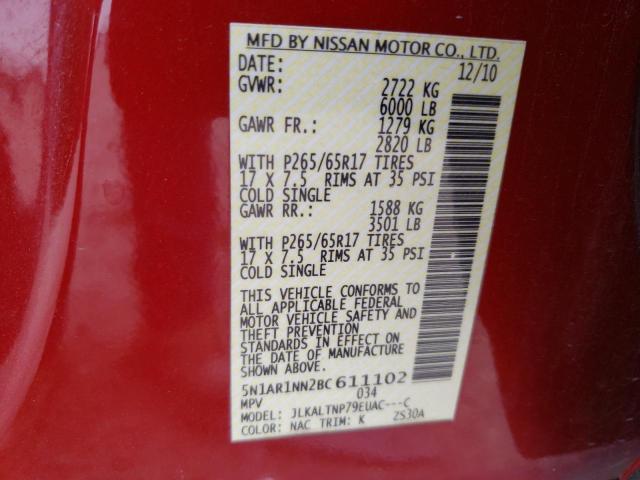 MFD BY NISSAN MOTOR CO., LTD.
DATE: 12/10
GVWR: 2722 KG
6000 LB
GAWR FR.: 1279 KG
2820 LB
WITH P265/65R17 TIRES
17 X 7.5 RIMS AT 35 PSI
COLD SINGLE
GAWR RR.: 1588 KG
3501 LB
WITH P265/65R17 TIRES
17 X 7.5 RIMS AT 35 PSI
COLD SINGLE
THIS VEHICLE CONFORMS TO
ALL APPLICABLE FEDERAL
MOTOR VEHICLE SAFETY AND
THEFT PREVENTION
STANDARDS IN EFFECT ON
THE DATE OF MANUFACTURE
SHOWN ABOVE.
5N1AR1NN2BC611102
MPV 034
MODEL: JLKALTNP79EUAC---C
COLOR: NAC TRIM: K ZS30A